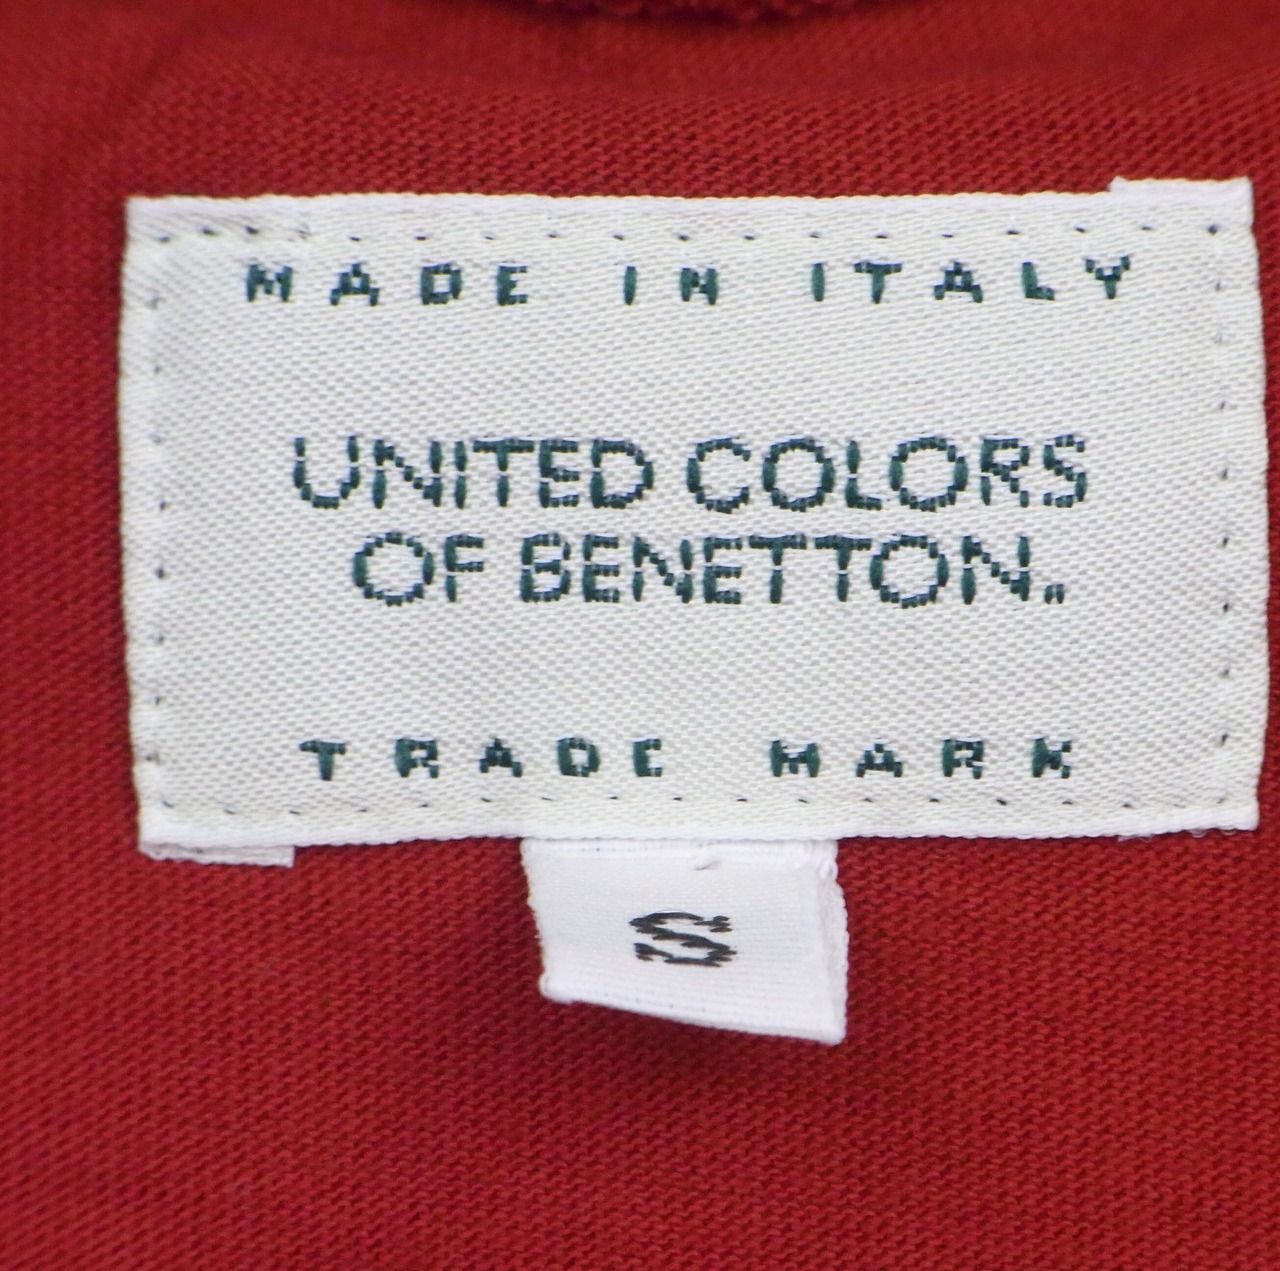 MADE IN ITALY
UNITED COLORS
OF BENETTON.
TRADE MARK
S